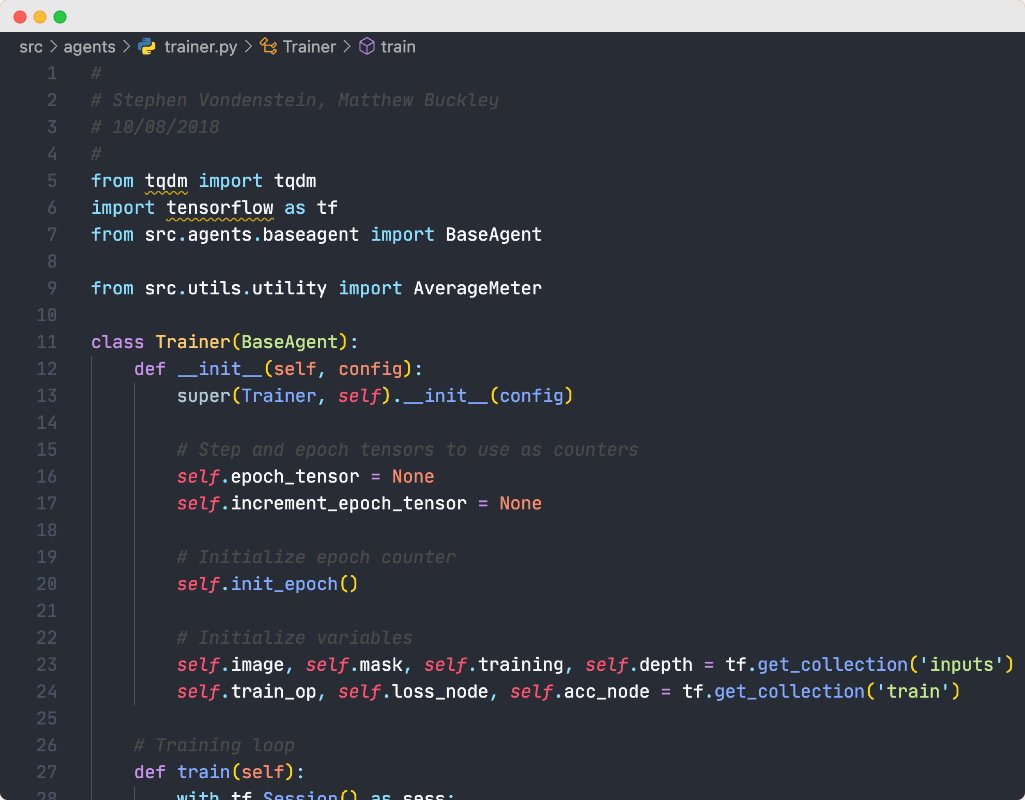 src > agents > trainer.py > Trainer > train
1 #
2 # Stephen Vondenstein, Matthew Buckley
3 # 10/08/2018
4 #
5 from tqdm import tqdm
6 import tensorflow as tf
7 from src.agents.baseagent import BaseAgent
8
9 from src.utils.utility import AverageMeter
10
11 class Trainer(BaseAgent):
12     def __init__(self, config):
13         super(Trainer, self).__init__(config)
14
15         # Step and epoch tensors to use as counters
16         self.epoch_tensor = None
17         self.increment_epoch_tensor = None
18
19         # Initialize epoch counter
20         self.init_epoch()
21
22         # Initialize variables
23         self.image, self.mask, self.training, self.depth = tf.get_collection('inputs')
24         self.train_op, self.loss_node, self.acc_node = tf.get_collection('train')
25
26     # Training loop
27     def train(self):
28         with tf.Session() as sess: